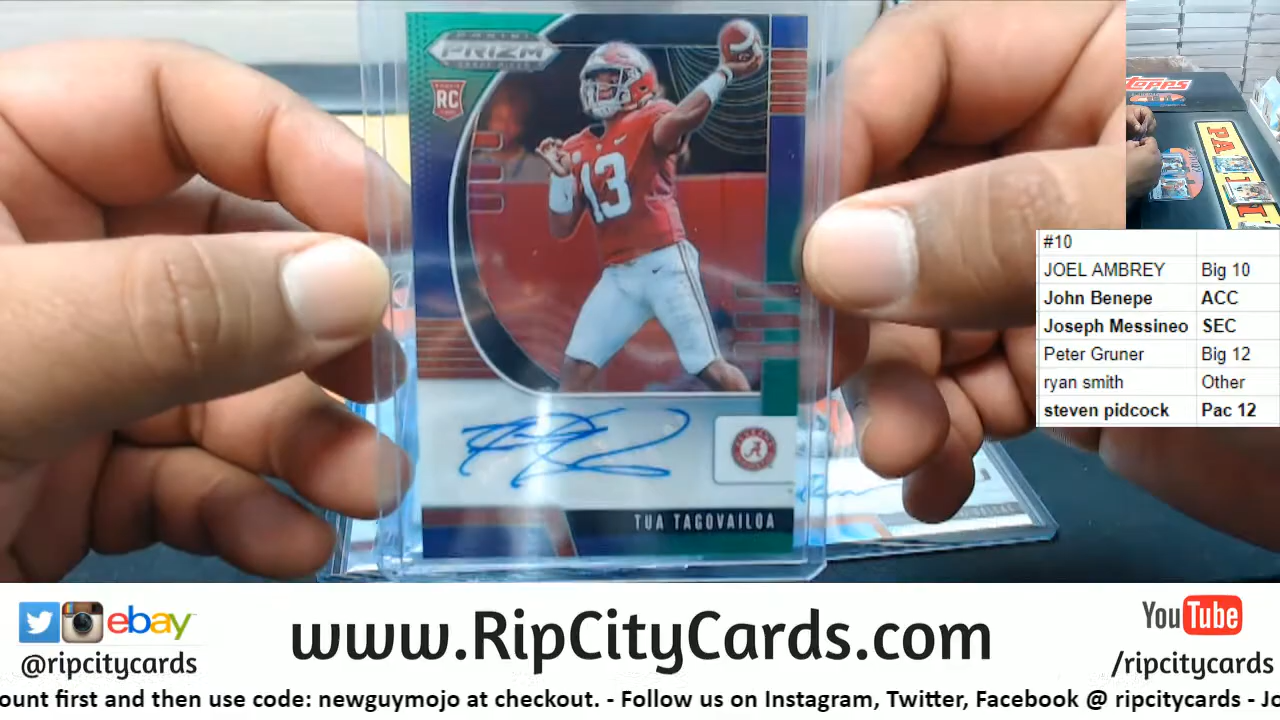 PANINI
PRIZM
RC
13
TUA TAGOVAILOA
TOPPS
#10
JOEL AMBREY Big 10
John Benepe ACC
Joseph Messineo SEC
Peter Gruner Big 12
ryan smith Other
steven pidcock Pac 12
ebay
@ripcitycards
www.RipCityCards.com
YouTube
/ripcitycards
ount first and then use code: newguymojo at checkout. - Follow us on Instagram, Twitter, Facebook @ ripcitycards - Jo